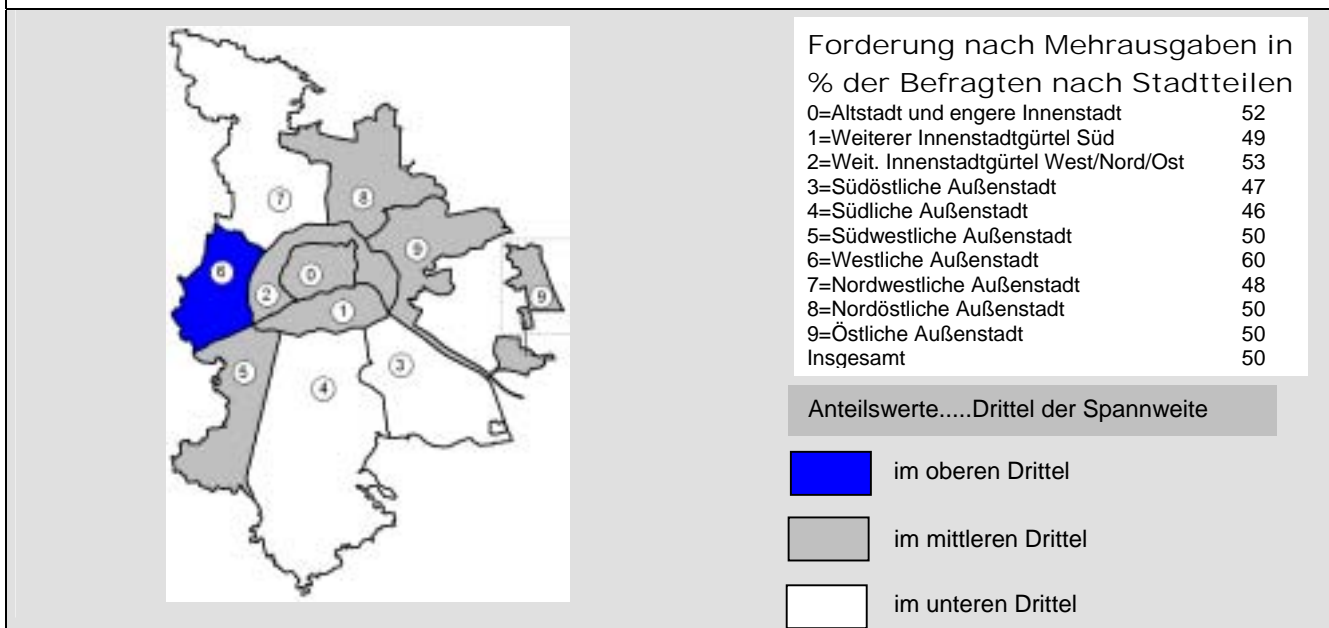 Forderung nach Mehrausgaben in
% der Befragten nach Stadtteilen
0=Altstadt und engere Innenstadt 52
1=Weiterer Innenstadtgürtel Süd 49
2=Weit. Innenstadtgürtel West/Nord/Ost 53
3=Südöstliche Außenstadt 47
4=Südliche Außenstadt 46
5=Südwestliche Außenstadt 50
6=Westliche Außenstadt 60
7=Nordwestliche Außenstadt 48
8=Nordöstliche Außenstadt 50
9=Östliche Außenstadt 50
Insgesamt 50
Anteilswerte.....Drittel der Spannweite
im oberen Drittel
im mittleren Drittel
im unteren Drittel
7
8
9
6
0
2
9
1
3
5
4